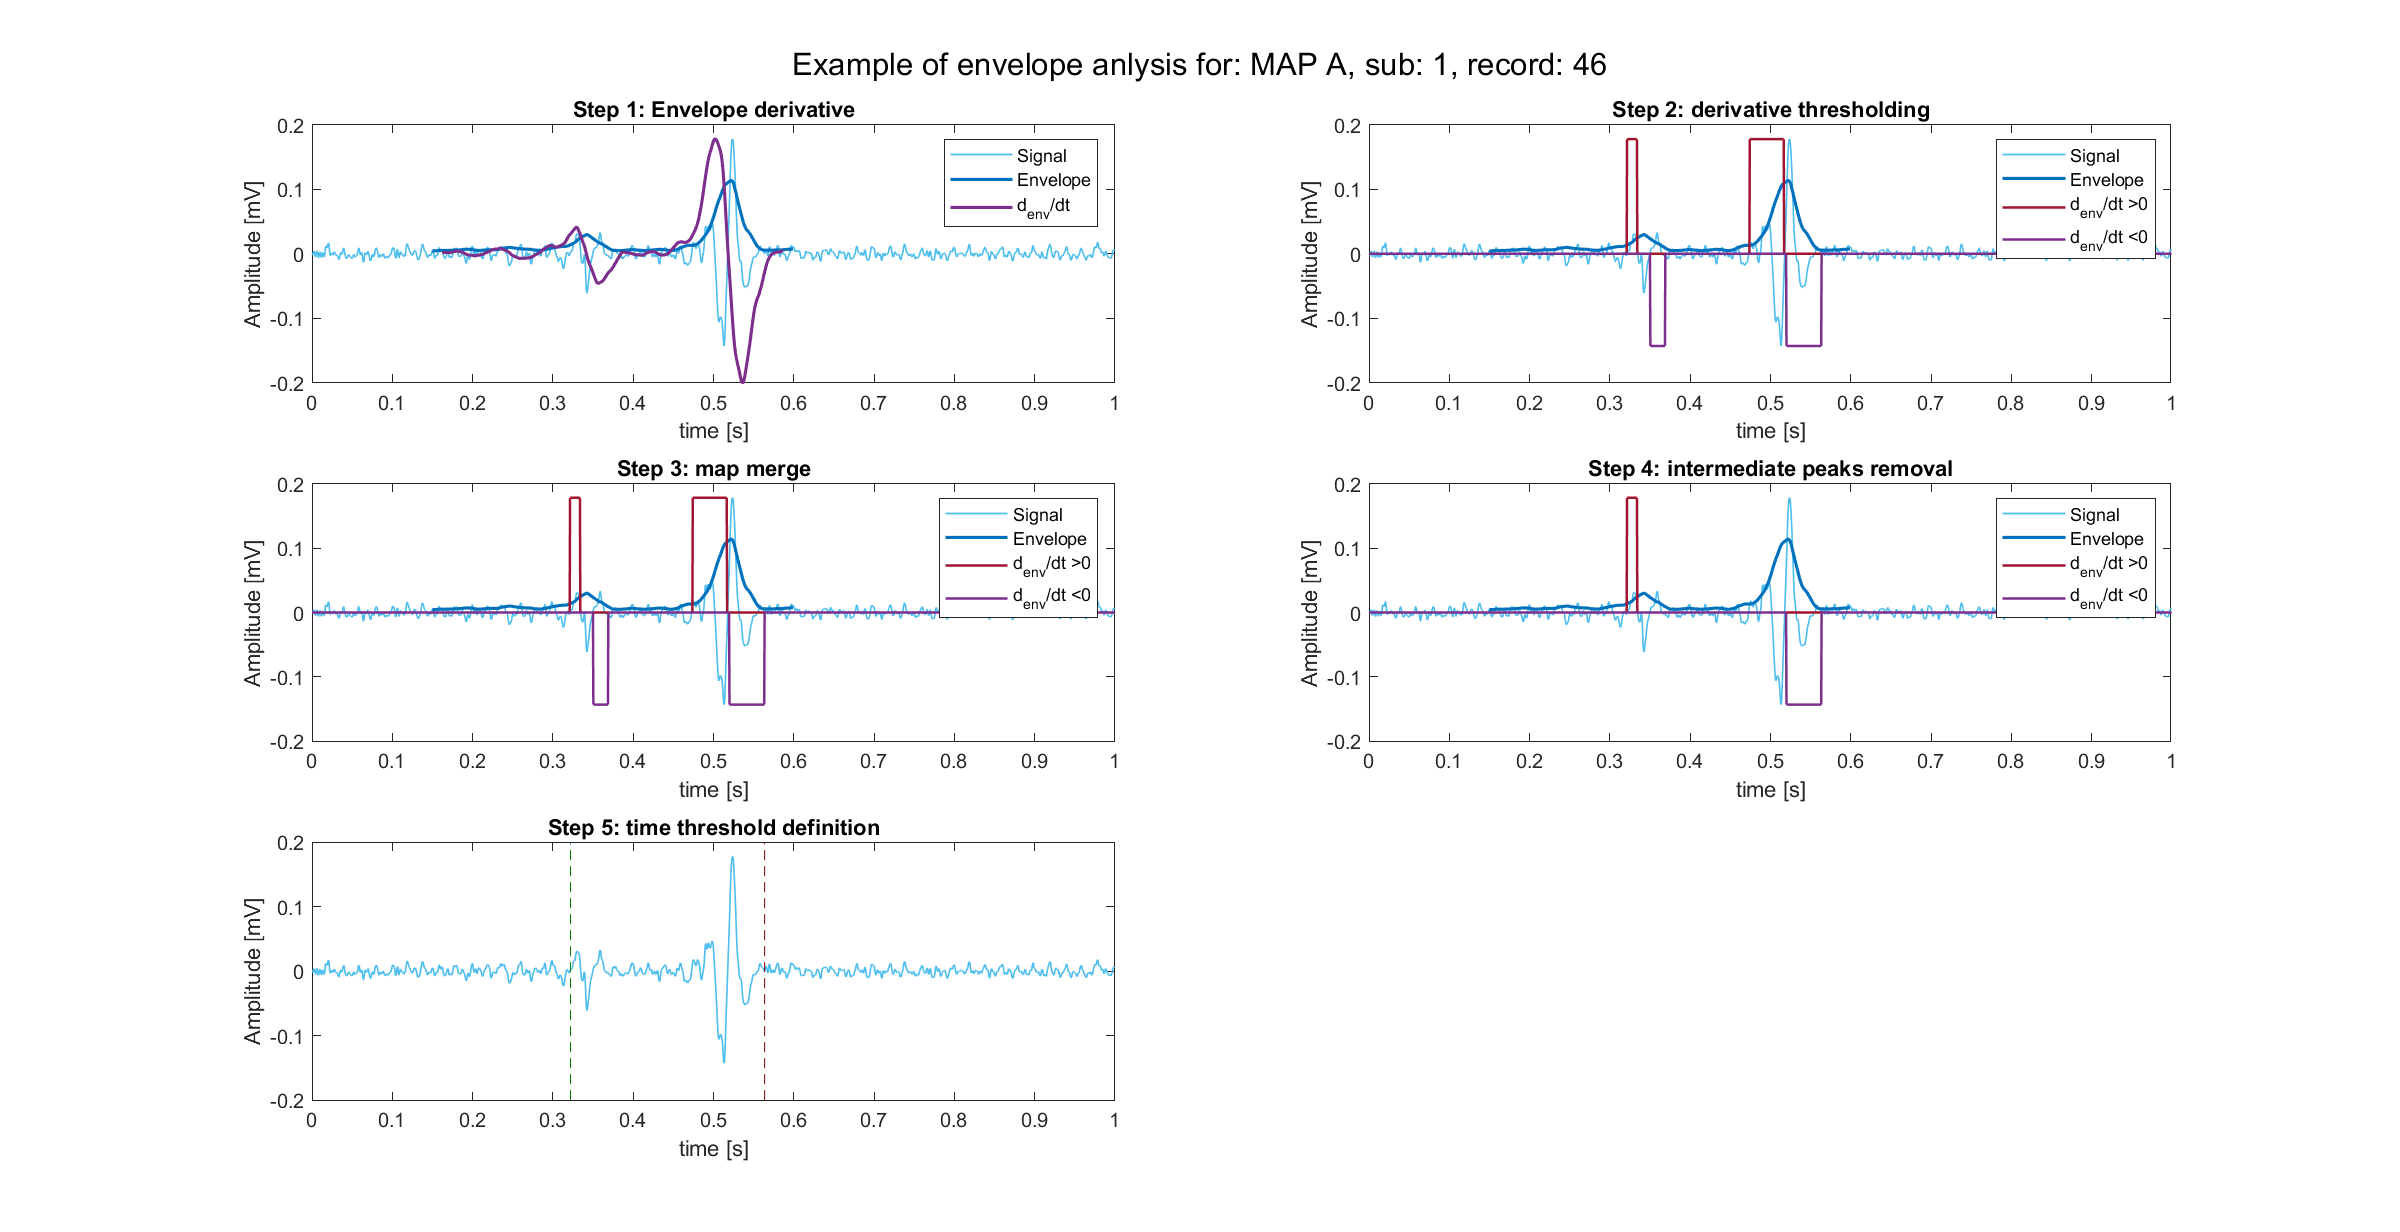 Example of envelope anlysis for: MAP A, sub: 1, record: 46
Step 1: Envelope derivative
0.2
0.1
0
-0.1
-0.2
Amplitude [mV]
0 0.1 0.2 0.3 0.4 0.5 0.6 0.7 0.8 0.9 1
time [s]
Signal
Envelope
d_env/dt
Step 2: derivative thresholding
0.2
0.1
0
-0.1
-0.2
Amplitude [mV]
0 0.1 0.2 0.3 0.4 0.5 0.6 0.7 0.8 0.9 1
time [s]
Signal
Envelope
d_env/dt >0
d_env/dt <0
Step 3: map merge
0.2
0.1
0
-0.1
-0.2
Amplitude [mV]
0 0.1 0.2 0.3 0.4 0.5 0.6 0.7 0.8 0.9 1
time [s]
Signal
Envelope
d_env/dt >0
d_env/dt <0
Step 4: intermediate peaks removal
0.2
0.1
0
-0.1
-0.2
Amplitude [mV]
0 0.1 0.2 0.3 0.4 0.5 0.6 0.7 0.8 0.9 1
time [s]
Signal
Envelope
d_env/dt >0
d_env/dt <0
Step 5: time threshold definition
0.2
0.1
0
-0.1
-0.2
Amplitude [mV]
0 0.1 0.2 0.3 0.4 0.5 0.6 0.7 0.8 0.9 1
time [s]